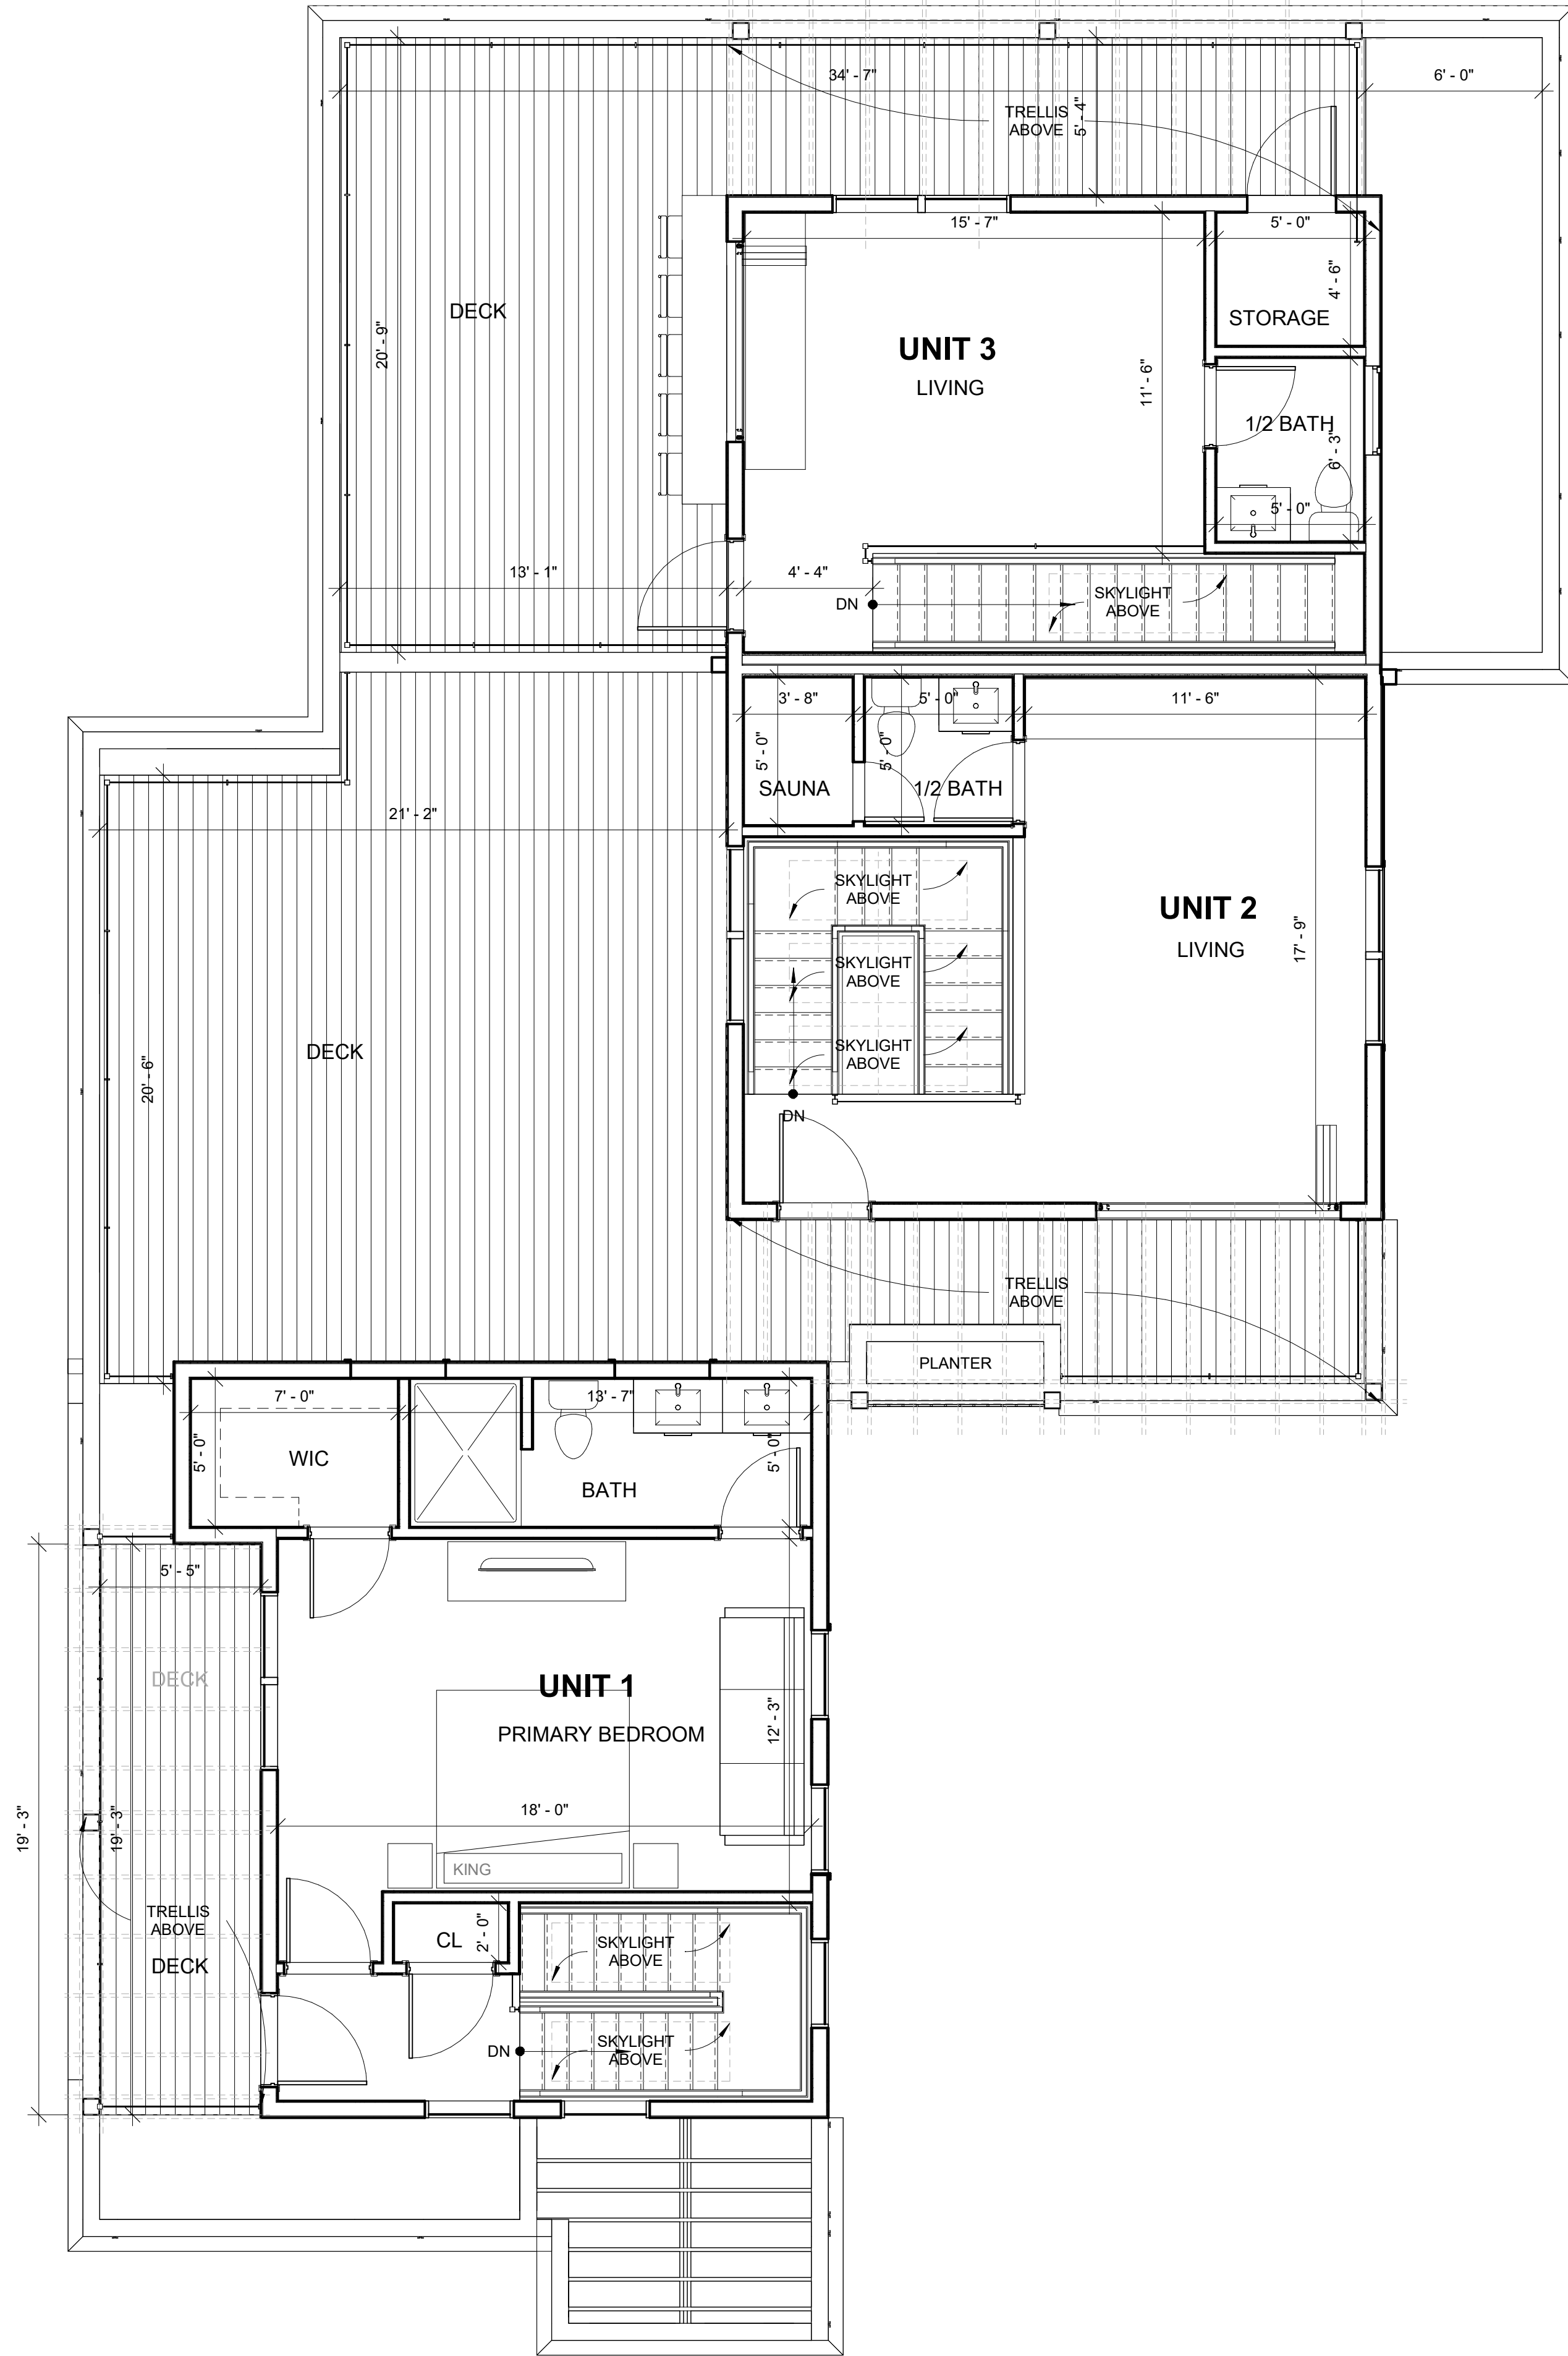 34' - 7"
6' - 0"
5' - 4"
TRELLIS
ABOVE
15' - 7"
5' - 0"
4' - 6"
DECK
20' - 9"
STORAGE
UNIT 3
LIVING
11' - 6"
1/2 BATH
6' - 3"
5' - 0"
13' - 1"
4' - 4"
DN
SKYLIGHT
ABOVE
3' - 8"
5' - 0"
11' - 6"
5' - 0"
5' - 0"
SAUNA
1/2 BATH
21' - 2"
SKYLIGHT
ABOVE
UNIT 2
LIVING
17' - 9"
SKYLIGHT
ABOVE
SKYLIGHT
ABOVE
DECK
20' - 6"
DN
TRELLIS
ABOVE
PLANTER
7' - 0"
13' - 7"
5' - 0"
WIC
5' - 0"
BATH
5' - 5"
DECK
UNIT 1
PRIMARY BEDROOM
12' - 3"
18' - 0"
19' - 3"
19' - 3"
KING
TRELLIS
ABOVE
DECK
CL
2' - 0"
SKYLIGHT
ABOVE
DN
SKYLIGHT
ABOVE